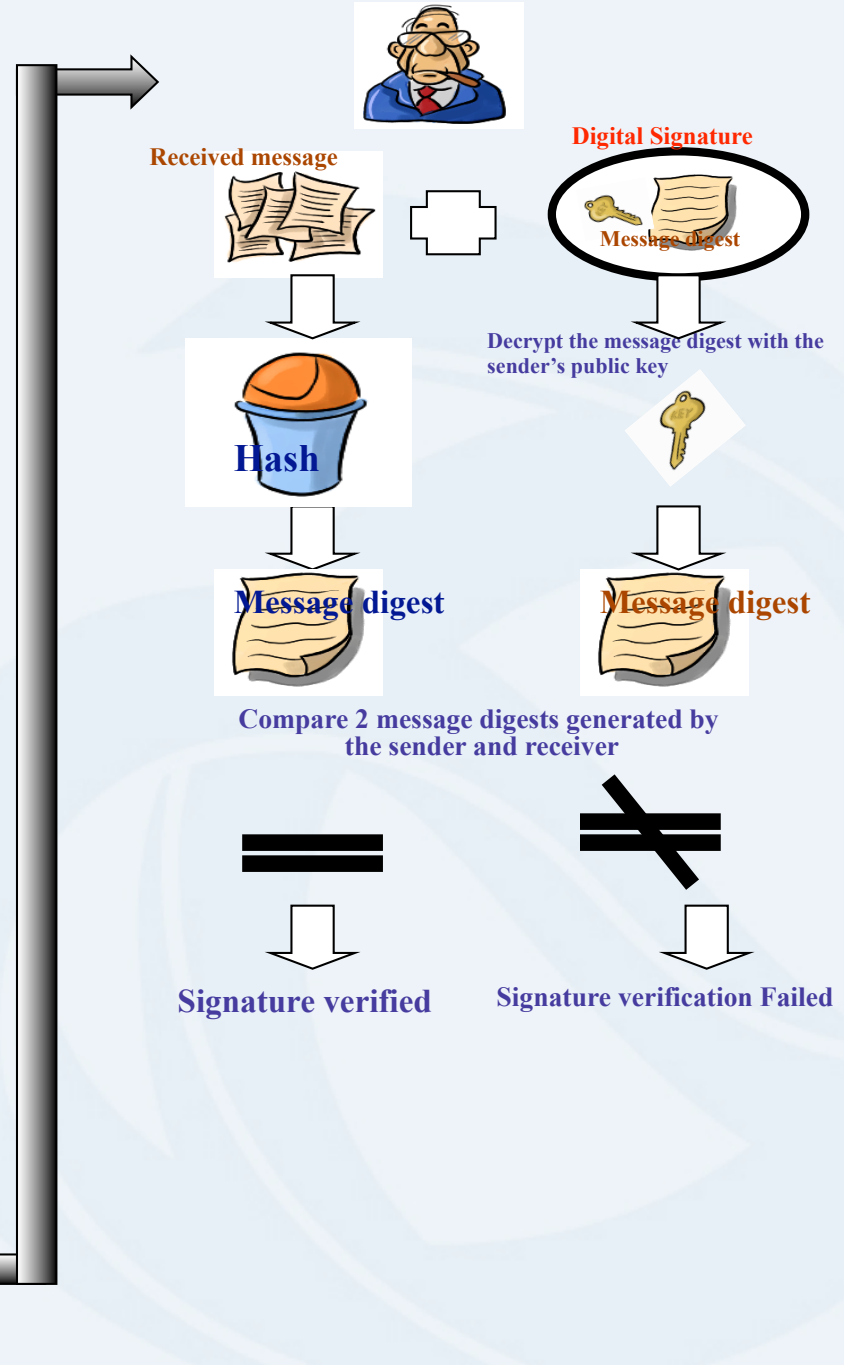 Digital Signature
Received message
Message digest
Decrypt the message digest with the
sender’s public key
KEY
Hash
Message digest
Message digest
Compare 2 message digests generated by
the sender and receiver
Signature verified
Signature verification Failed